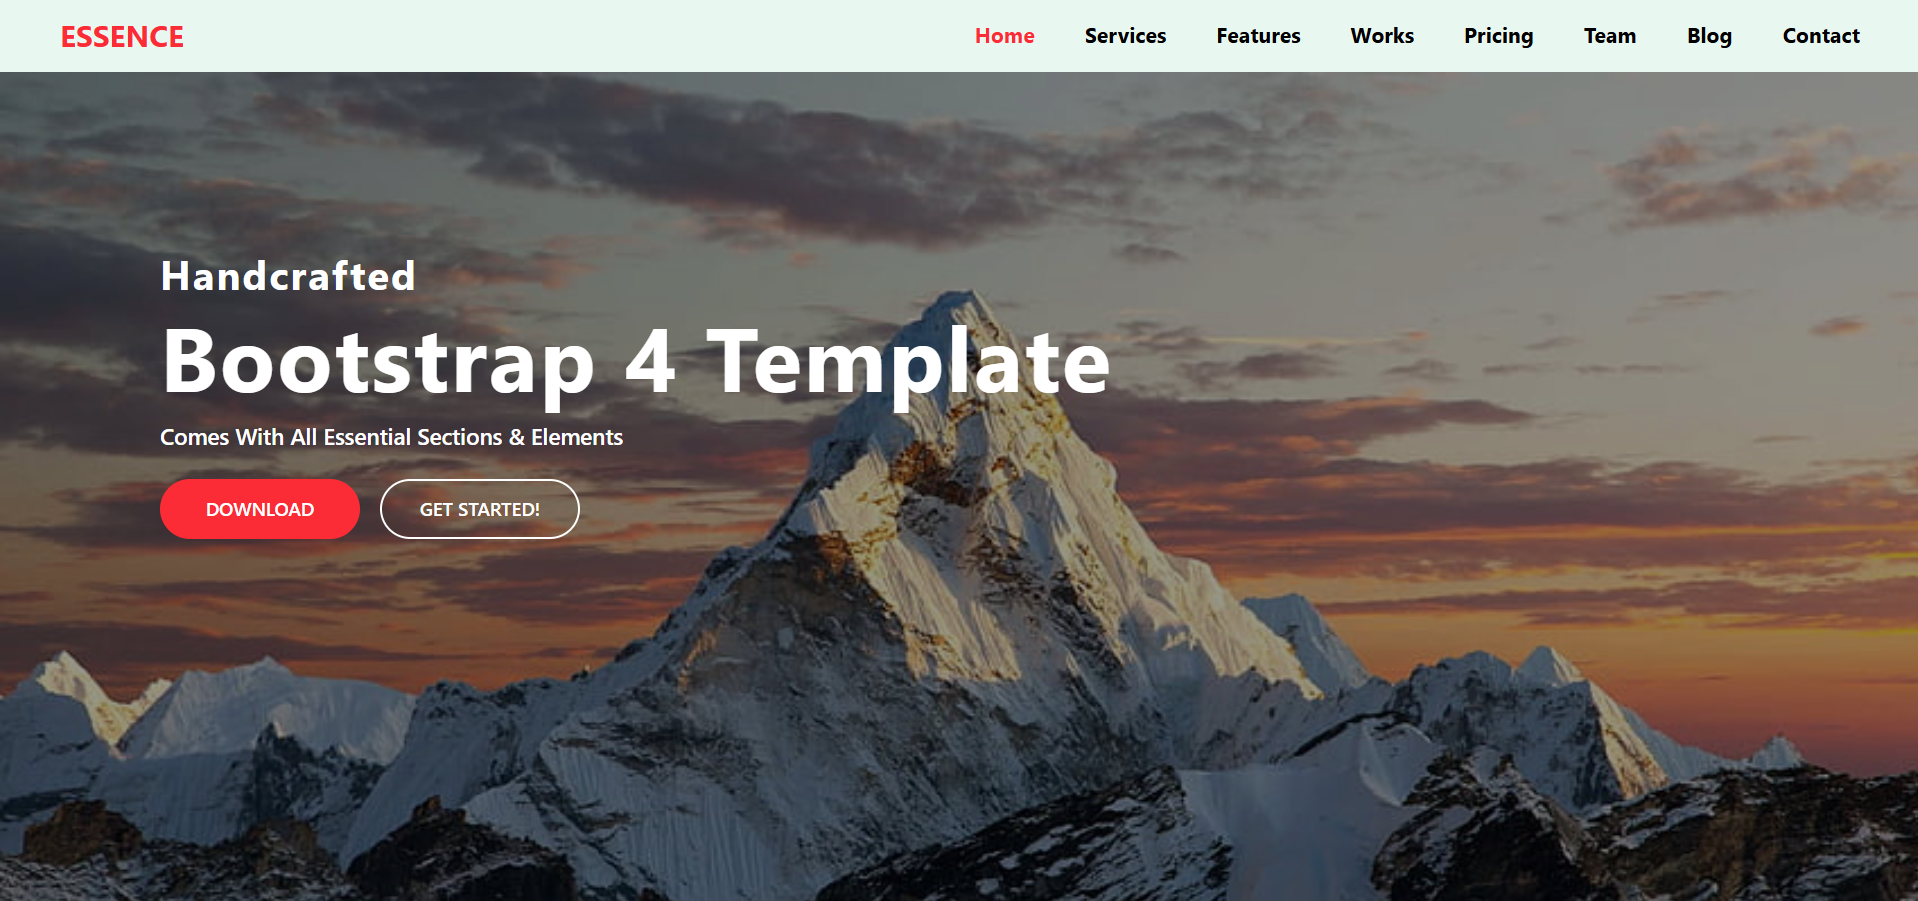 ESSENCE
Home Services Features Works Pricing Team Blog Contact
Handcrafted
Bootstrap 4 Template
Comes With All Essential Sections & Elements
DOWNLOAD GET STARTED!